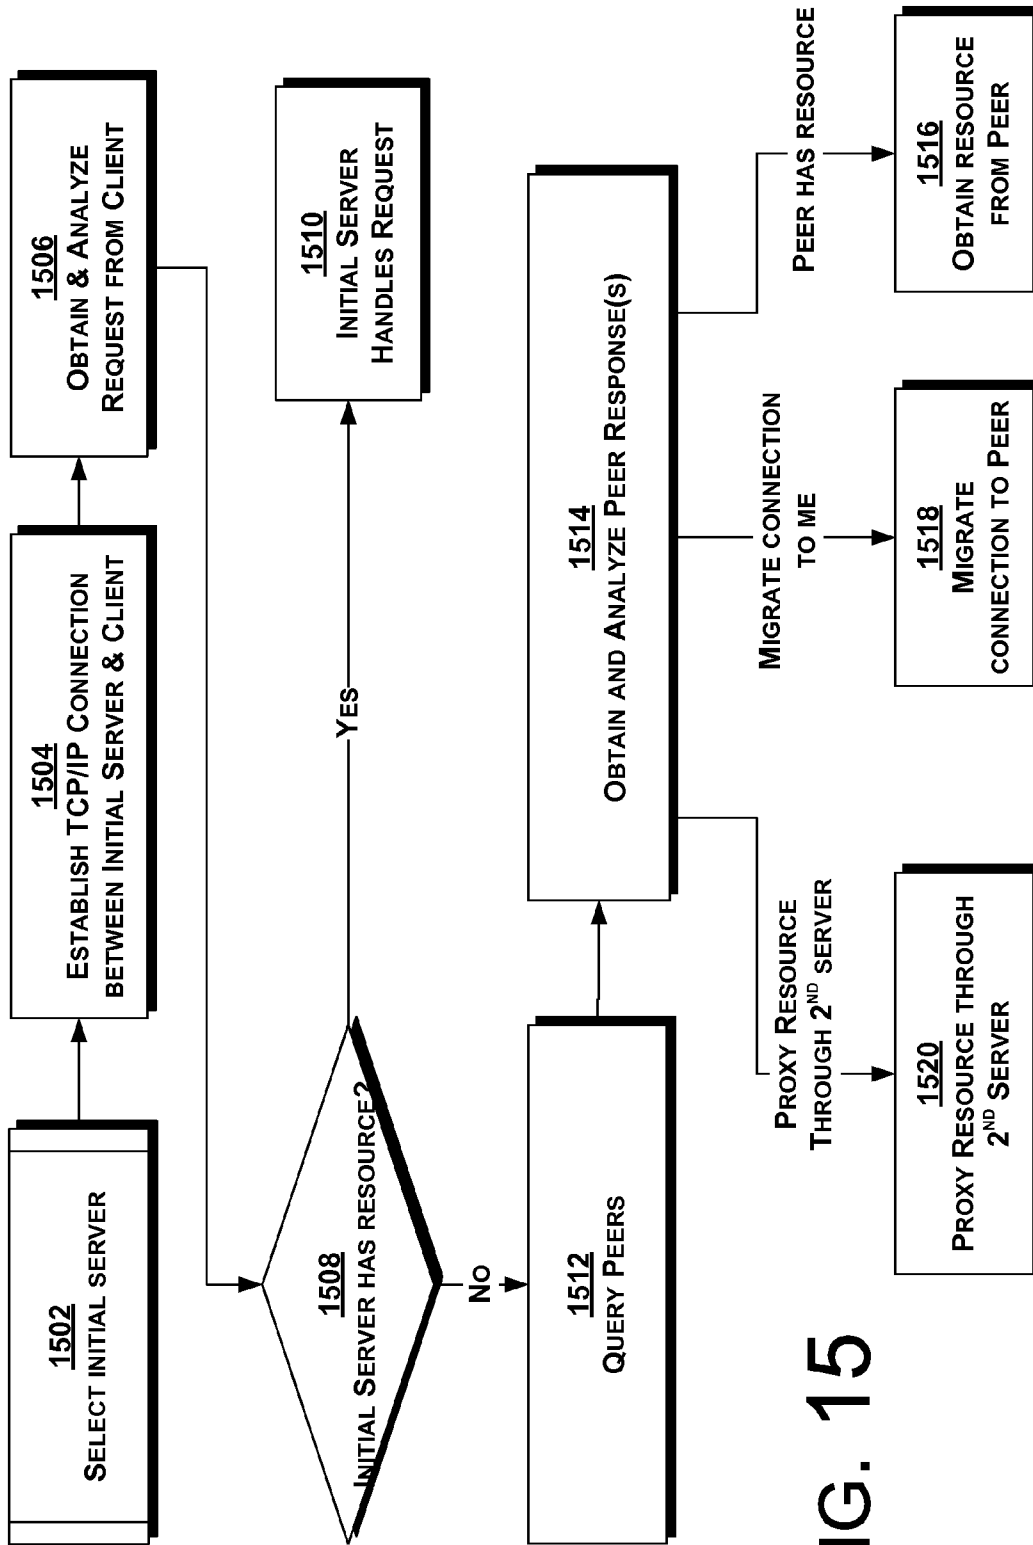 1502
SELECT INITIAL SERVER
1504
ESTABLISH TCP/IP CONNECTION
BETWEEN INITIAL SERVER & CLIENT
1506
OBTAIN & ANALYZE
REQUEST FROM CLIENT
1508
INITIAL SERVER HAS RESOURCE?
YES
1510
INITIAL SERVER
HANDLES REQUEST
NO
1512
QUERY PEERS
1514
OBTAIN AND ANALYZE PEER RESPONSE(S)
PROXY RESOURCE
THROUGH 2ND SERVER
MIGRATE CONNECTION
TO ME
PEER HAS RESOURCE
1520
PROXY RESOURCE THROUGH
2ND SERVER
1518
MIGRATE
CONNECTION TO PEER
1516
OBTAIN RESOURCE
FROM PEER
IG. 15